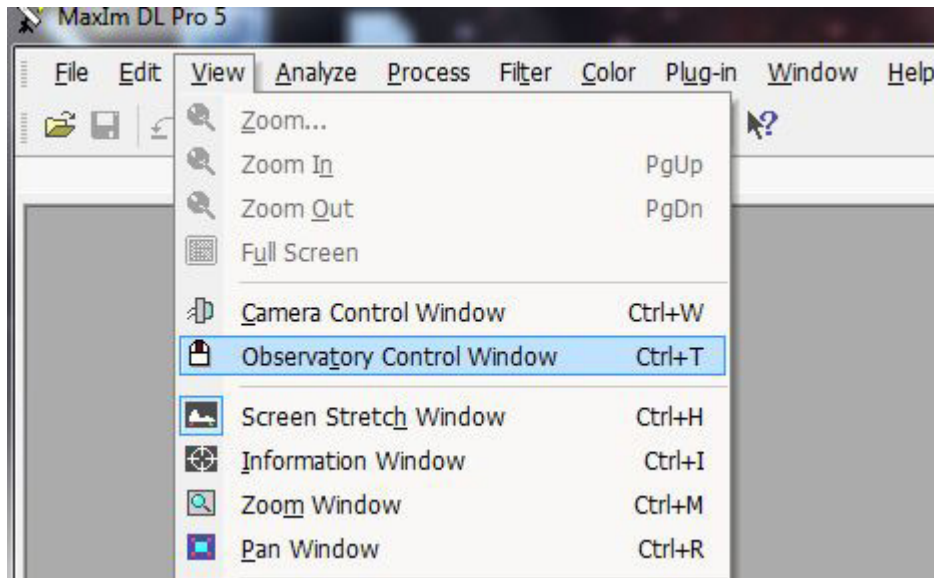 MaxIm DL Pro 5
File Edit View Analyze Process Filter Color Plug-in Window Help
Zoom...
Zoom In PgUp
Zoom Out PgDn
Full Screen
Camera Control Window Ctrl+W
Observatory Control Window Ctrl+T
Screen Stretch Window Ctrl+H
Information Window Ctrl+I
Zoom Window Ctrl+M
Pan Window Ctrl+R